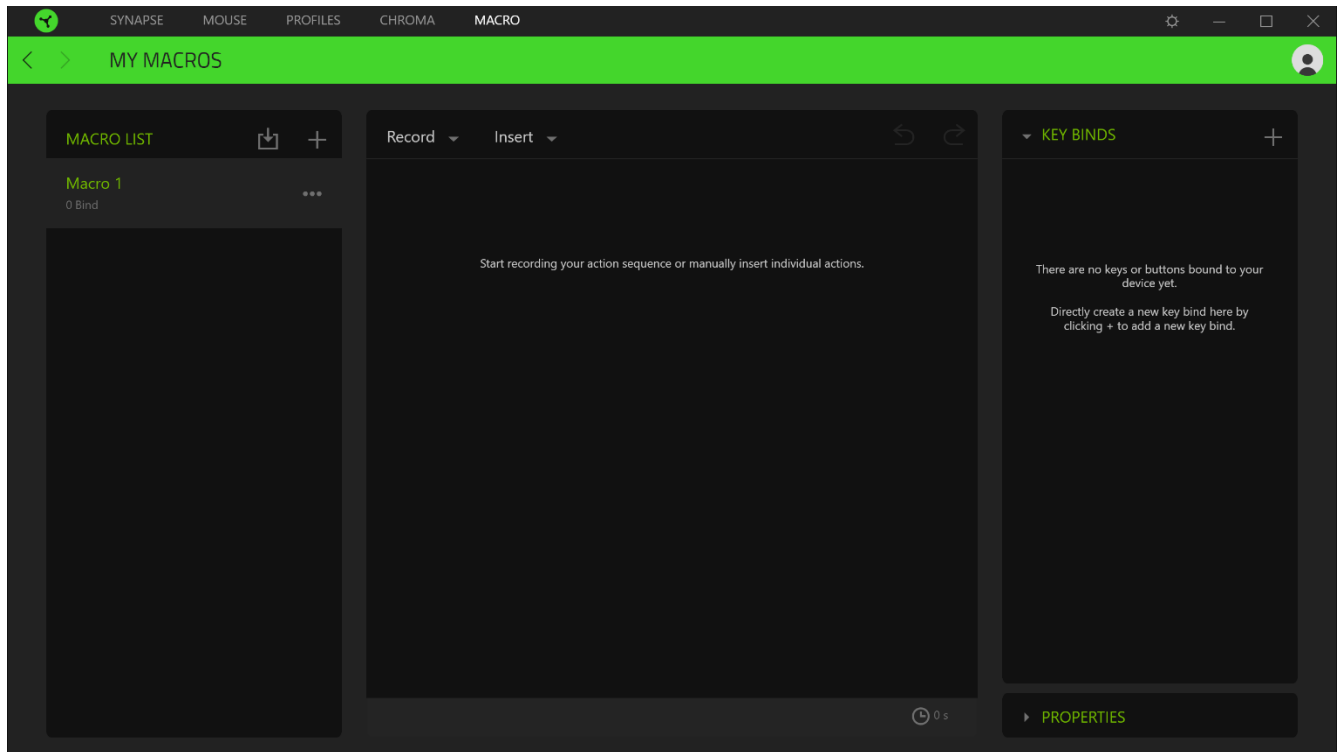 SYNAPSE MOUSE PROFILES CHROMA MACRO
MY MACROS
MACRO LIST
Macro 1
0 Bind
Record Insert
Start recording your action sequence or manually insert individual actions.
0 s
KEY BINDS
There are no keys or buttons bound to your
device yet.
Directly create a new key bind here by
clicking + to add a new key bind.
PROPERTIES